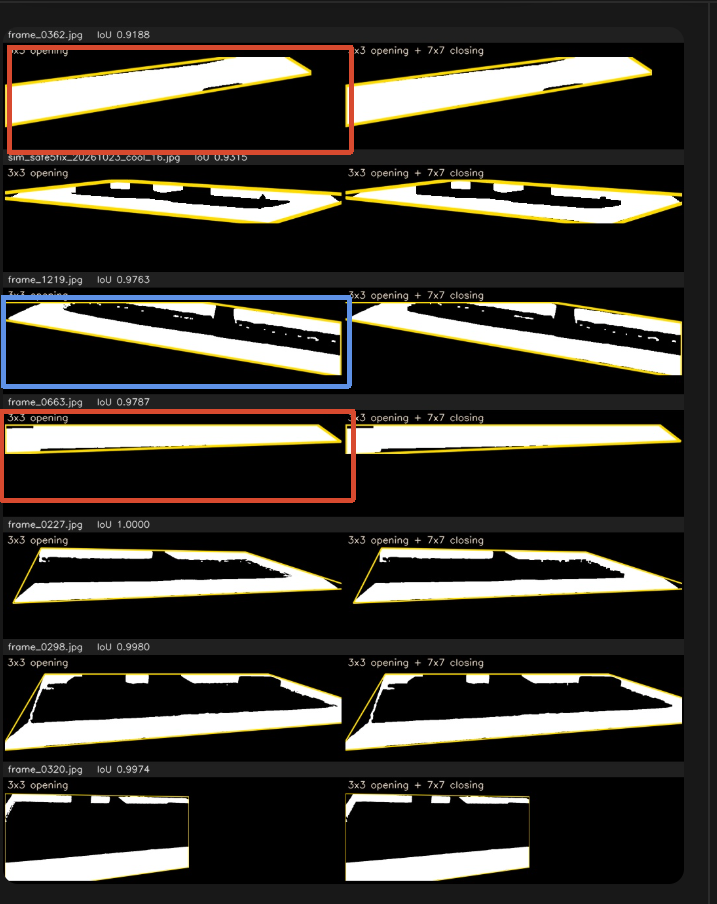 frame_0362.jpg IoU 0.9188
3x3 opening 3x3 opening + 7x7 closing
sim_safe5fix_20261023_cool_16.jpg IoU 0.9315
3x3 opening 3x3 opening + 7x7 closing
frame_1219.jpg IoU 0.9763
3x3 opening 3x3 opening + 7x7 closing
frame_0663.jpg IoU 0.9787
3x3 opening 3x3 opening + 7x7 closing
frame_0227.jpg IoU 1.0000
3x3 opening 3x3 opening + 7x7 closing
frame_0298.jpg IoU 0.9980
3x3 opening 3x3 opening + 7x7 closing
frame_0320.jpg IoU 0.9974
3x3 opening 3x3 opening + 7x7 closing